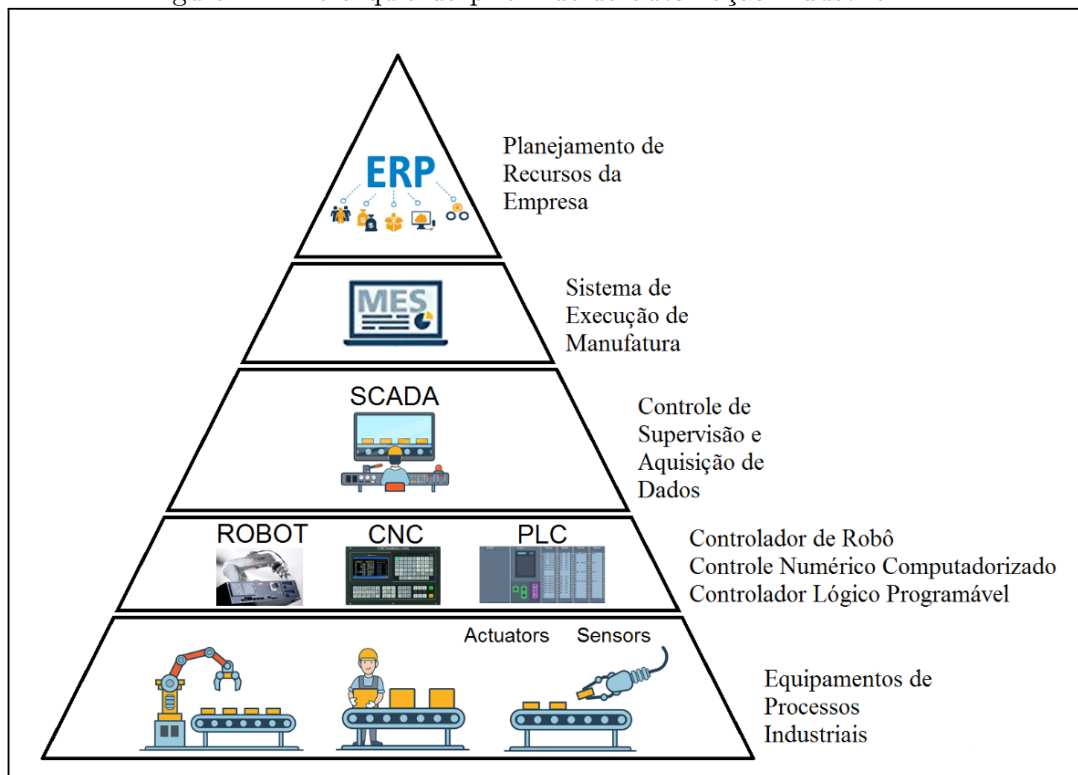 ERP
Planejamento de
Recursos da
Empresa
MES
Sistema de
Execução de
Manufatura
SCADA
Controle de
Supervisão e
Aquisição de
Dados
ROBOT CNC PLC
Controlador de Robô
Controle Numérico Computadorizado
Controlador Lógico Programável
Actuators Sensors
Equipamentos de
Processos
Industriais